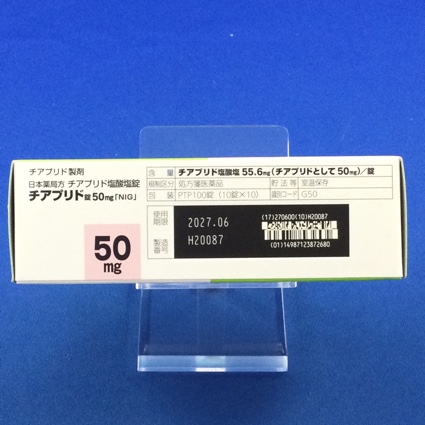 チアプリド製剤
日本薬局方 チアプリド塩酸塩錠
チアプリド錠50mg「NIG」
50
mg
含 量 チアプリド塩酸塩 55.6mg(チアプリドとして 50mg)/錠
規制区分 処方箋医薬品 貯 法 等 室温保存
包 装 PTP100錠 (10錠×10) 識別コード G50
使用
期限 2027.06
製造
番号 H20087
(17)270600(10)H20087
(01)14987123872680